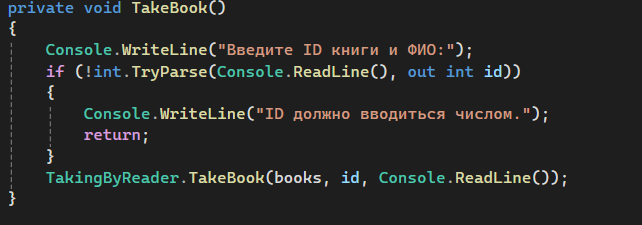 private void TakeBook()
{
    Console.WriteLine("Введите ID книги и ФИО:");
    if (!int.TryParse(Console.ReadLine(), out int id))
    {
        Console.WriteLine("ID должно вводиться числом.");
        return;
    }
    TakingByReader.TakeBook(books, id, Console.ReadLine());
}